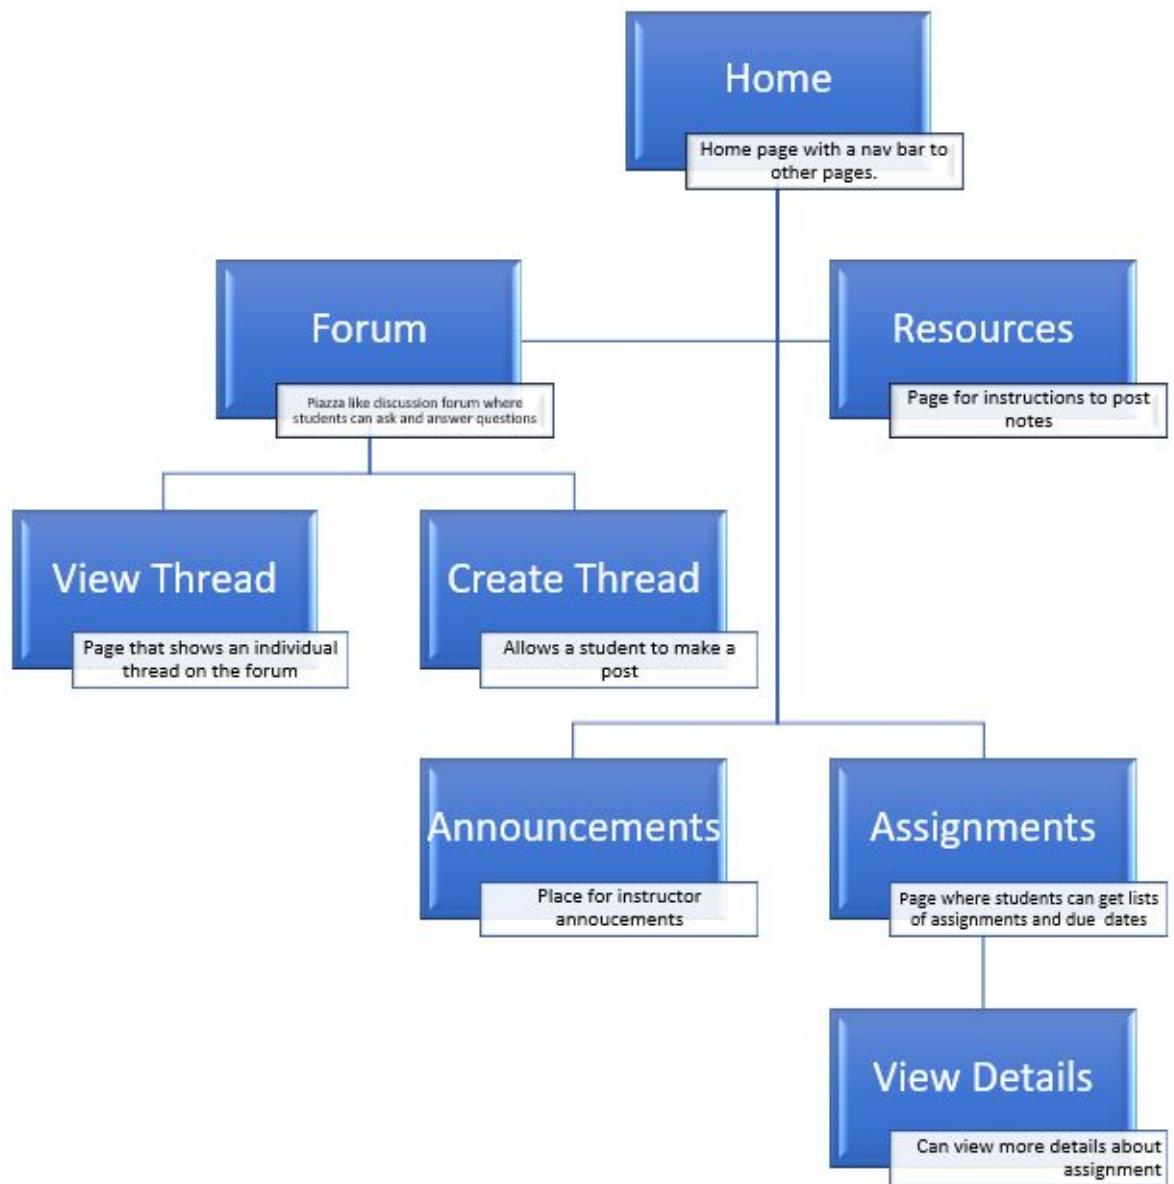 Home
Home page with a nav bar to
other pages.
Forum
Piazza like discussion forum where
students can ask and answer questions
Resources
Page for instructions to post
notes
View Thread
Page that shows an individual
thread on the forum
Create Thread
Allows a student to make a
post
Announcements
Place for instructor
annoucements
Assignments
Page where students can get lists
of assignments and due dates
View Details
Can view more details about
assignment